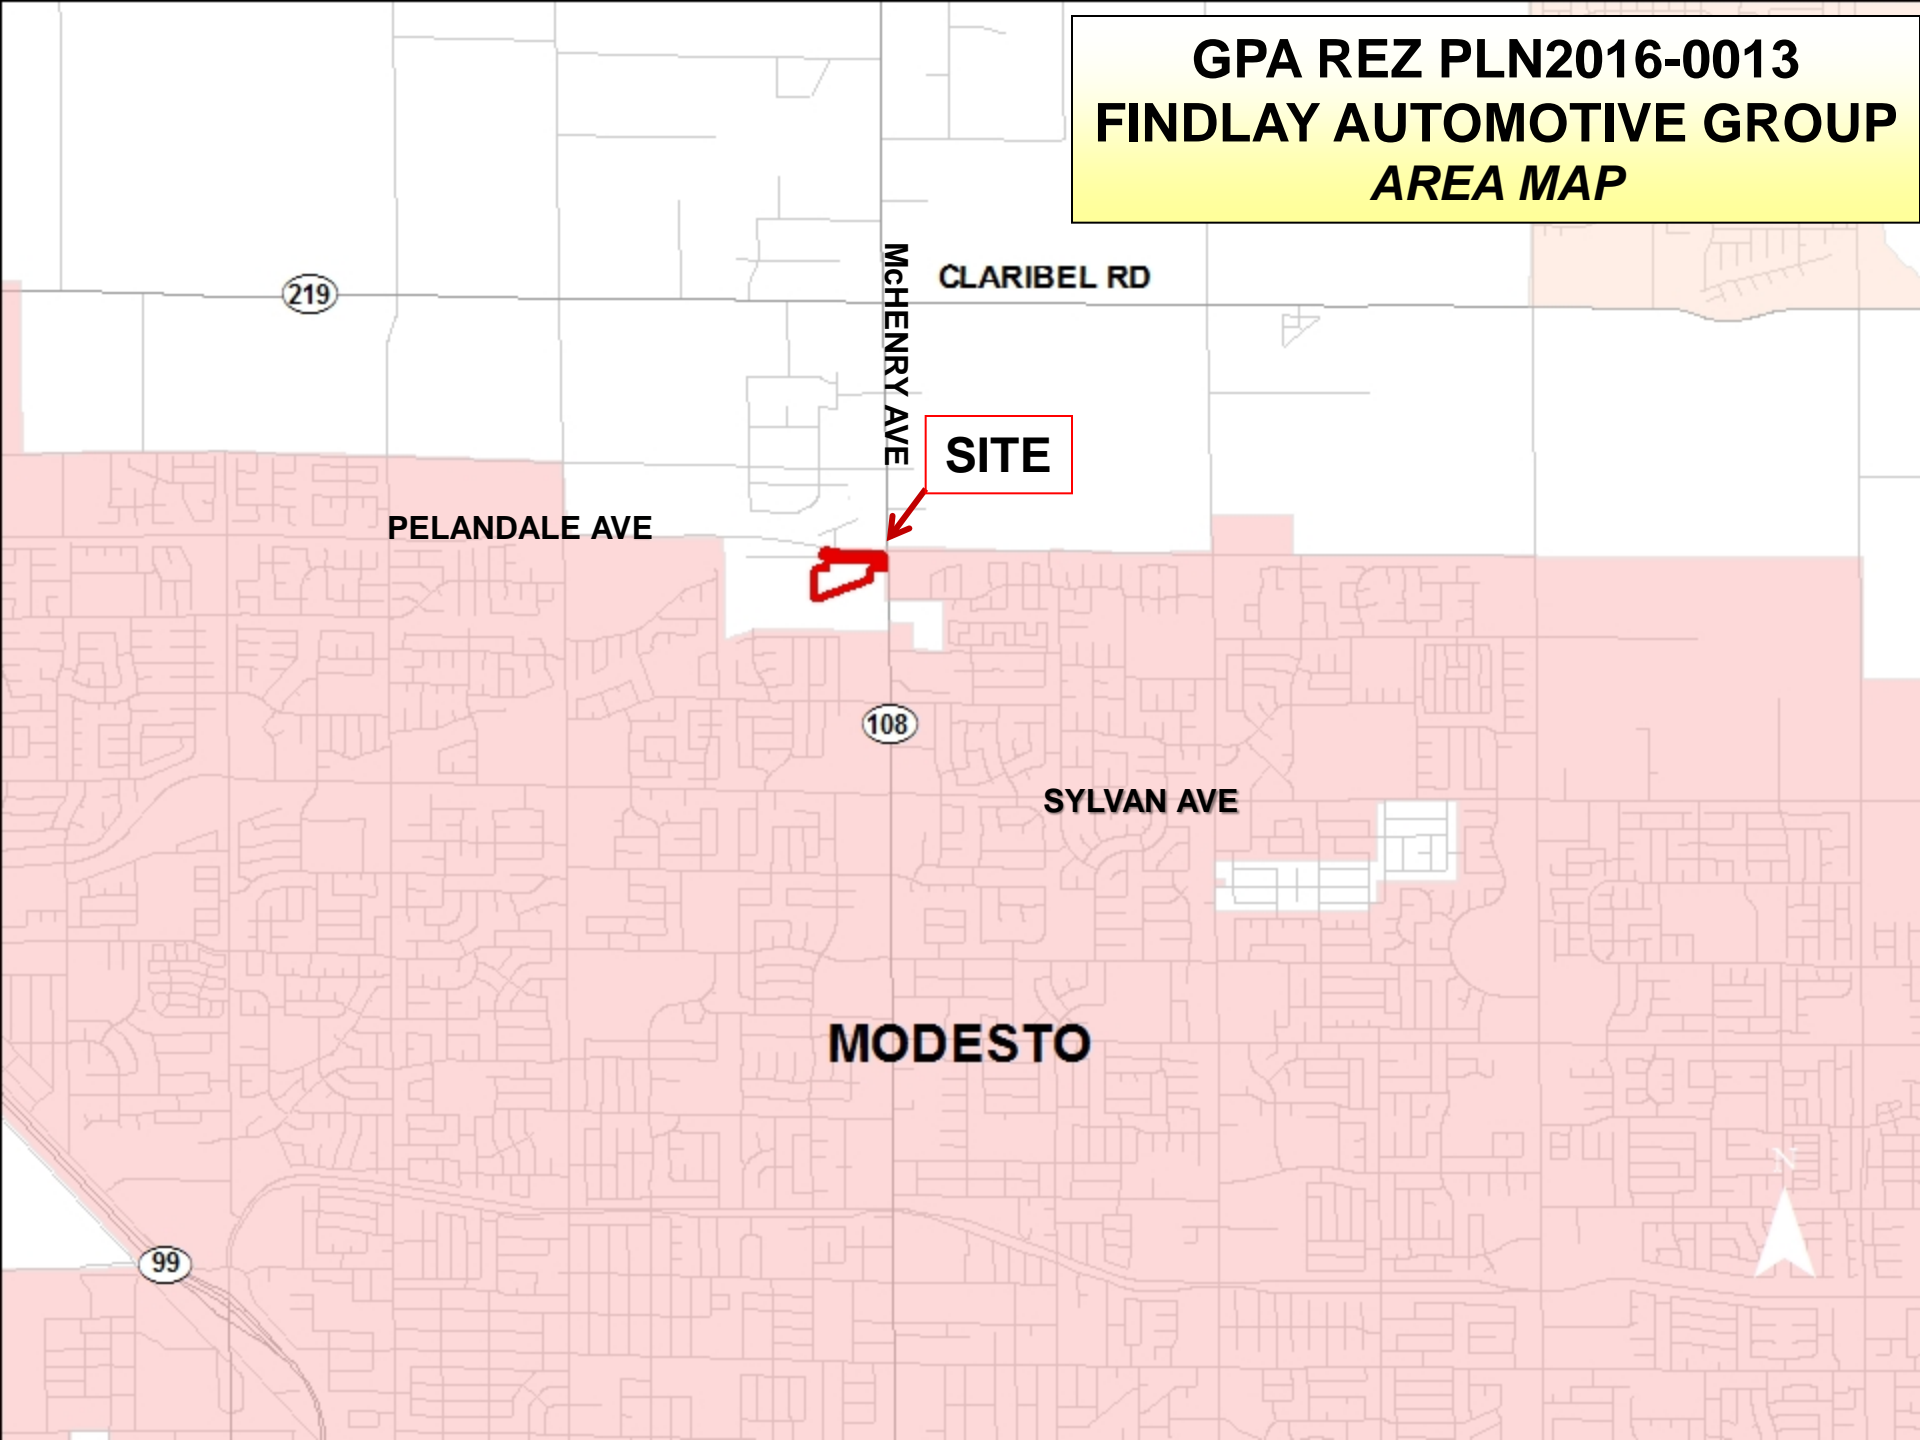 GPA REZ PLN2016-0013
FINDLAY AUTOMOTIVE GROUP
AREA MAP
CLARIBEL RD
219
McHENRY AVE
SITE
PELANDALE AVE
108
SYLVAN AVE
MODESTO
N
99